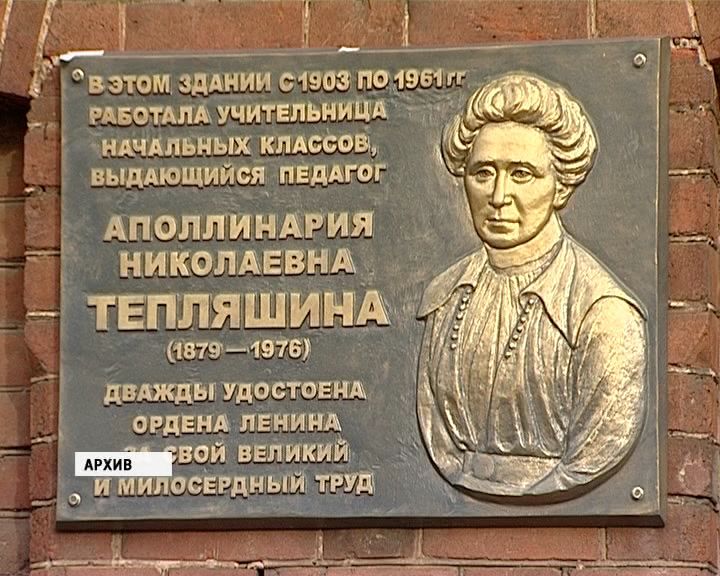 В ЭТОМ ЗДАНИИ С 1903 ПО 1961 гг
РАБОТАЛА УЧИТЕЛЬНИЦА
НАЧАЛЬНЫХ КЛАССОВ,
ВЫДАЮЩИЙСЯ ПЕДАГОГ
АПОЛЛИНАРИЯ
НИКОЛАЕВНА
ТЕПЛЯШИНА
(1879 — 1976)
ДВАЖДЫ УДОСТОЕНА
ОРДЕНА ЛЕНИНА
ЗА СВОЙ ВЕЛИКИЙ
АРХИВ
И МИЛОСЕРДНЫЙ ТРУД